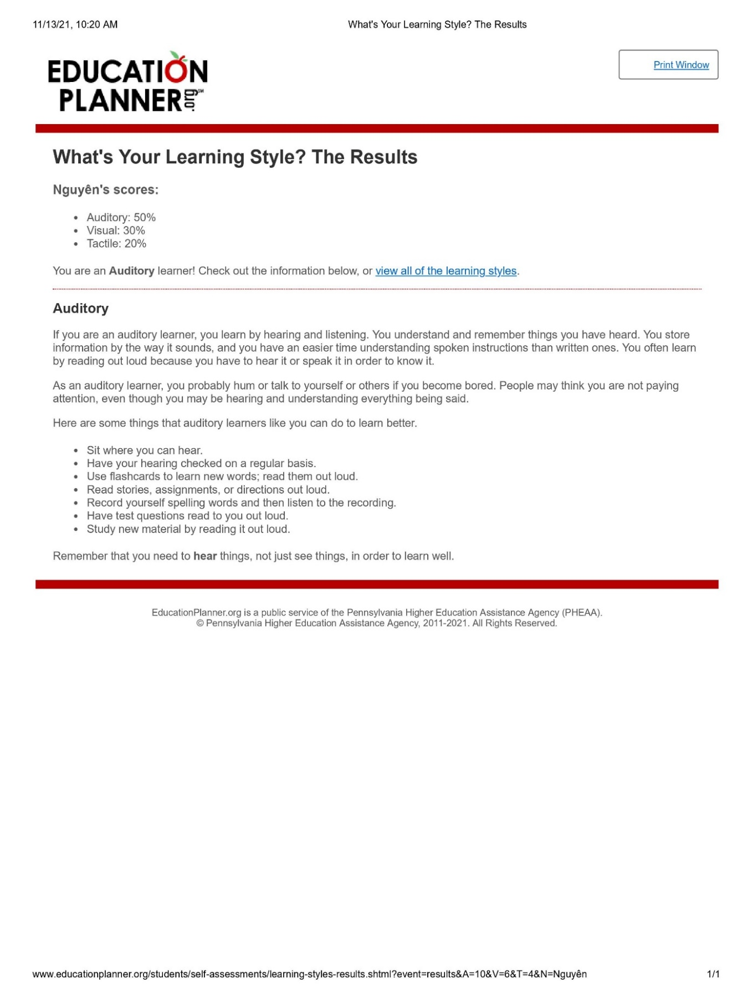 11/13/21, 10:20 AM
What's Your Learning Style? The Results
EDUCATION
PLANNER.org℠
Print Window
What's Your Learning Style? The Results
Nguyên's scores:
• Auditory: 50%
• Visual: 30%
• Tactile: 20%
You are an Auditory learner! Check out the information below, or view all of the learning styles.
Auditory
If you are an auditory learner, you learn by hearing and listening. You understand and remember things you have heard. You store
information by the way it sounds, and you have an easier time understanding spoken instructions than written ones. You often learn
by reading out loud because you have to hear it or speak it in order to know it.
As an auditory learner, you probably hum or talk to yourself or others if you become bored. People may think you are not paying
attention, even though you may be hearing and understanding everything being said.
Here are some things that auditory learners like you can do to learn better.
• Sit where you can hear.
• Have your hearing checked on a regular basis.
• Use flashcards to learn new words; read them out loud.
• Read stories, assignments, or directions out loud.
• Record yourself spelling words and then listen to the recording.
• Have test questions read to you out loud.
• Study new material by reading it out loud.
Remember that you need to hear things, not just see things, in order to learn well.
EducationPlanner.org is a public service of the Pennsylvania Higher Education Assistance Agency (PHEAA).
© Pennsylvania Higher Education Assistance Agency, 2011-2021. All Rights Reserved.
www.educationplanner.org/students/self-assessments/learning-styles-results.shtml?event=results&A=10&V=6&T=4&N=Nguyên
1/1